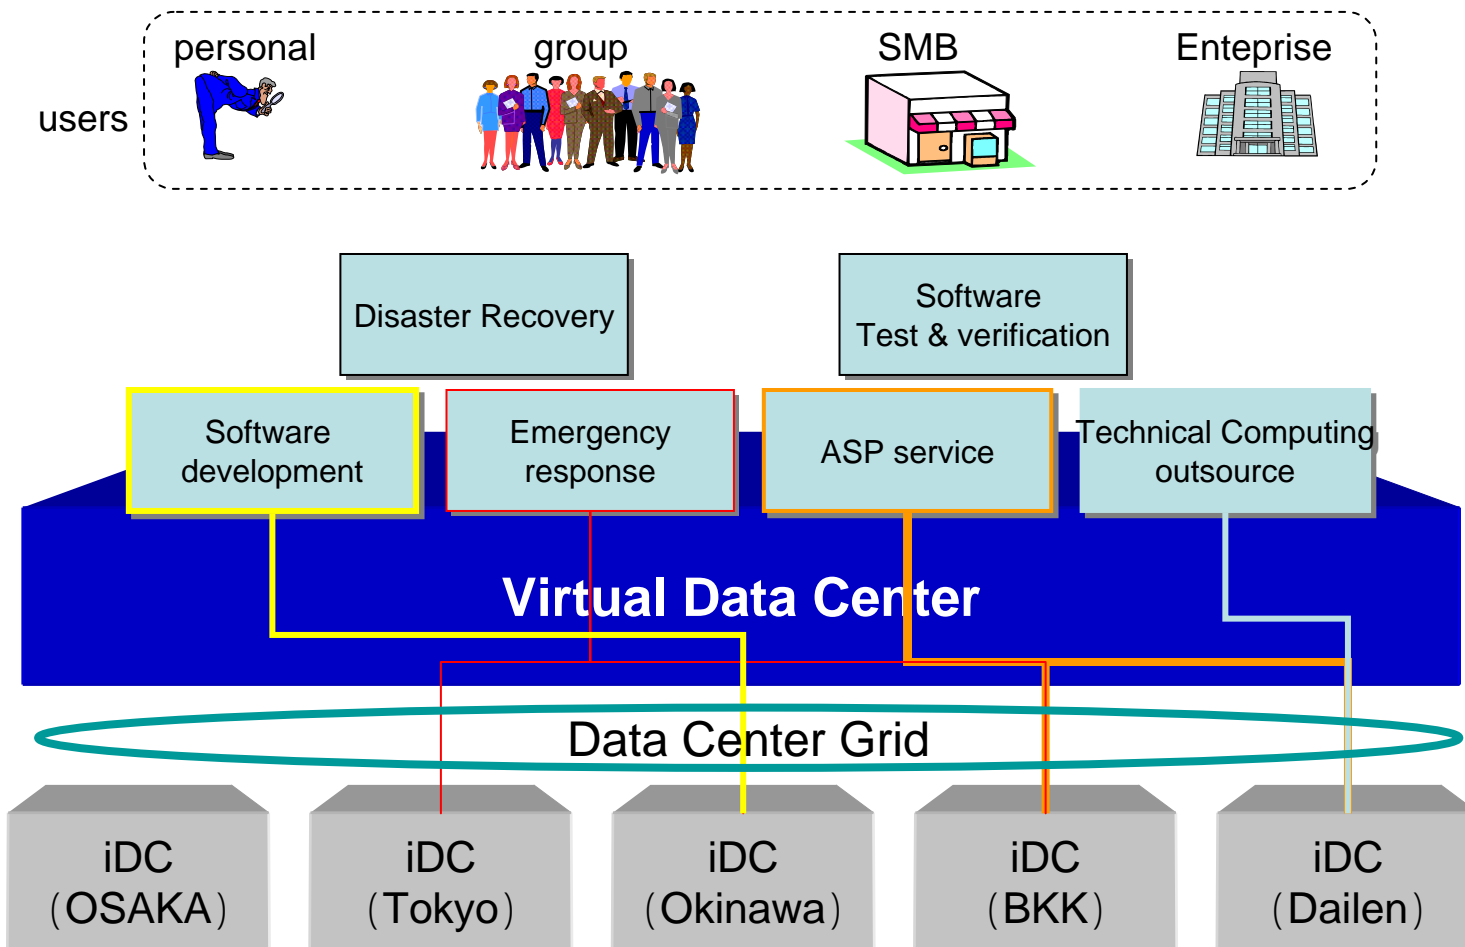 personal
group
SMB
Enteprise
users
Disaster Recovery
Software
Test & verification
Software
development
Emergency
response
ASP service
Technical Computing
outsource
Virtual Data Center
Data Center Grid
iDC
(OSAKA)
iDC
(Tokyo)
iDC
(Okinawa)
iDC
(BKK)
iDC
(Dailen)